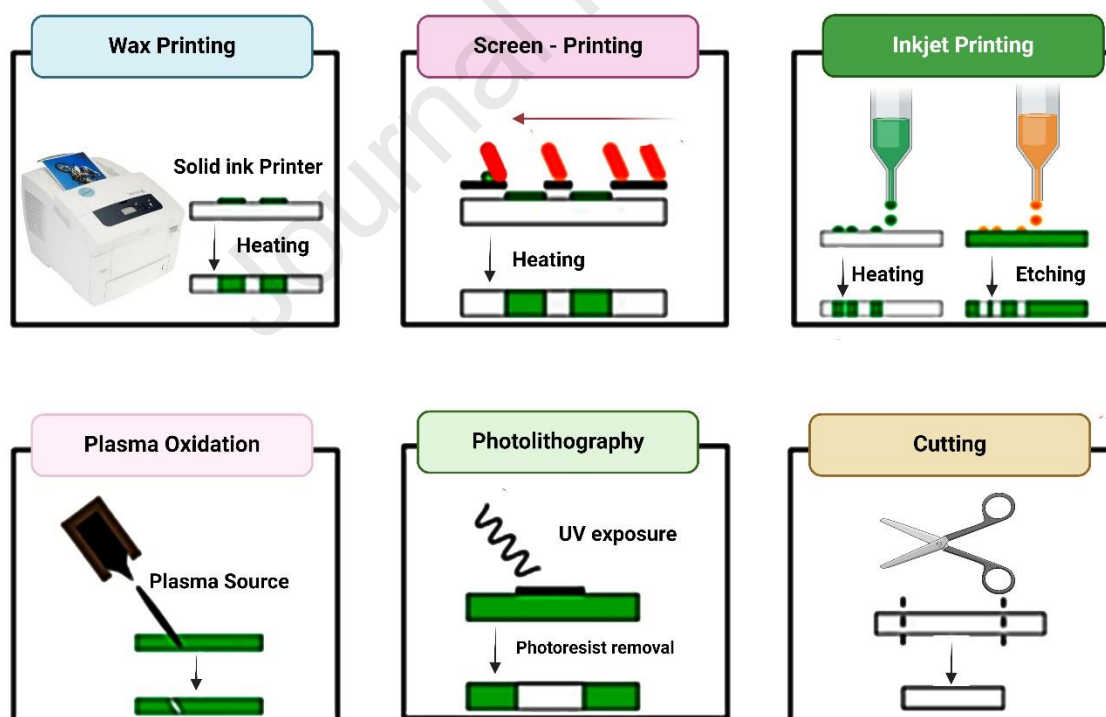 Wax Printing
Screen - Printing
Inkjet Printing
Solid ink Printer
Heating
Heating
Heating
Etching
Journal
Plasma Oxidation
Photolithography
Cutting
Plasma Source
UV exposure
Photoresist removal